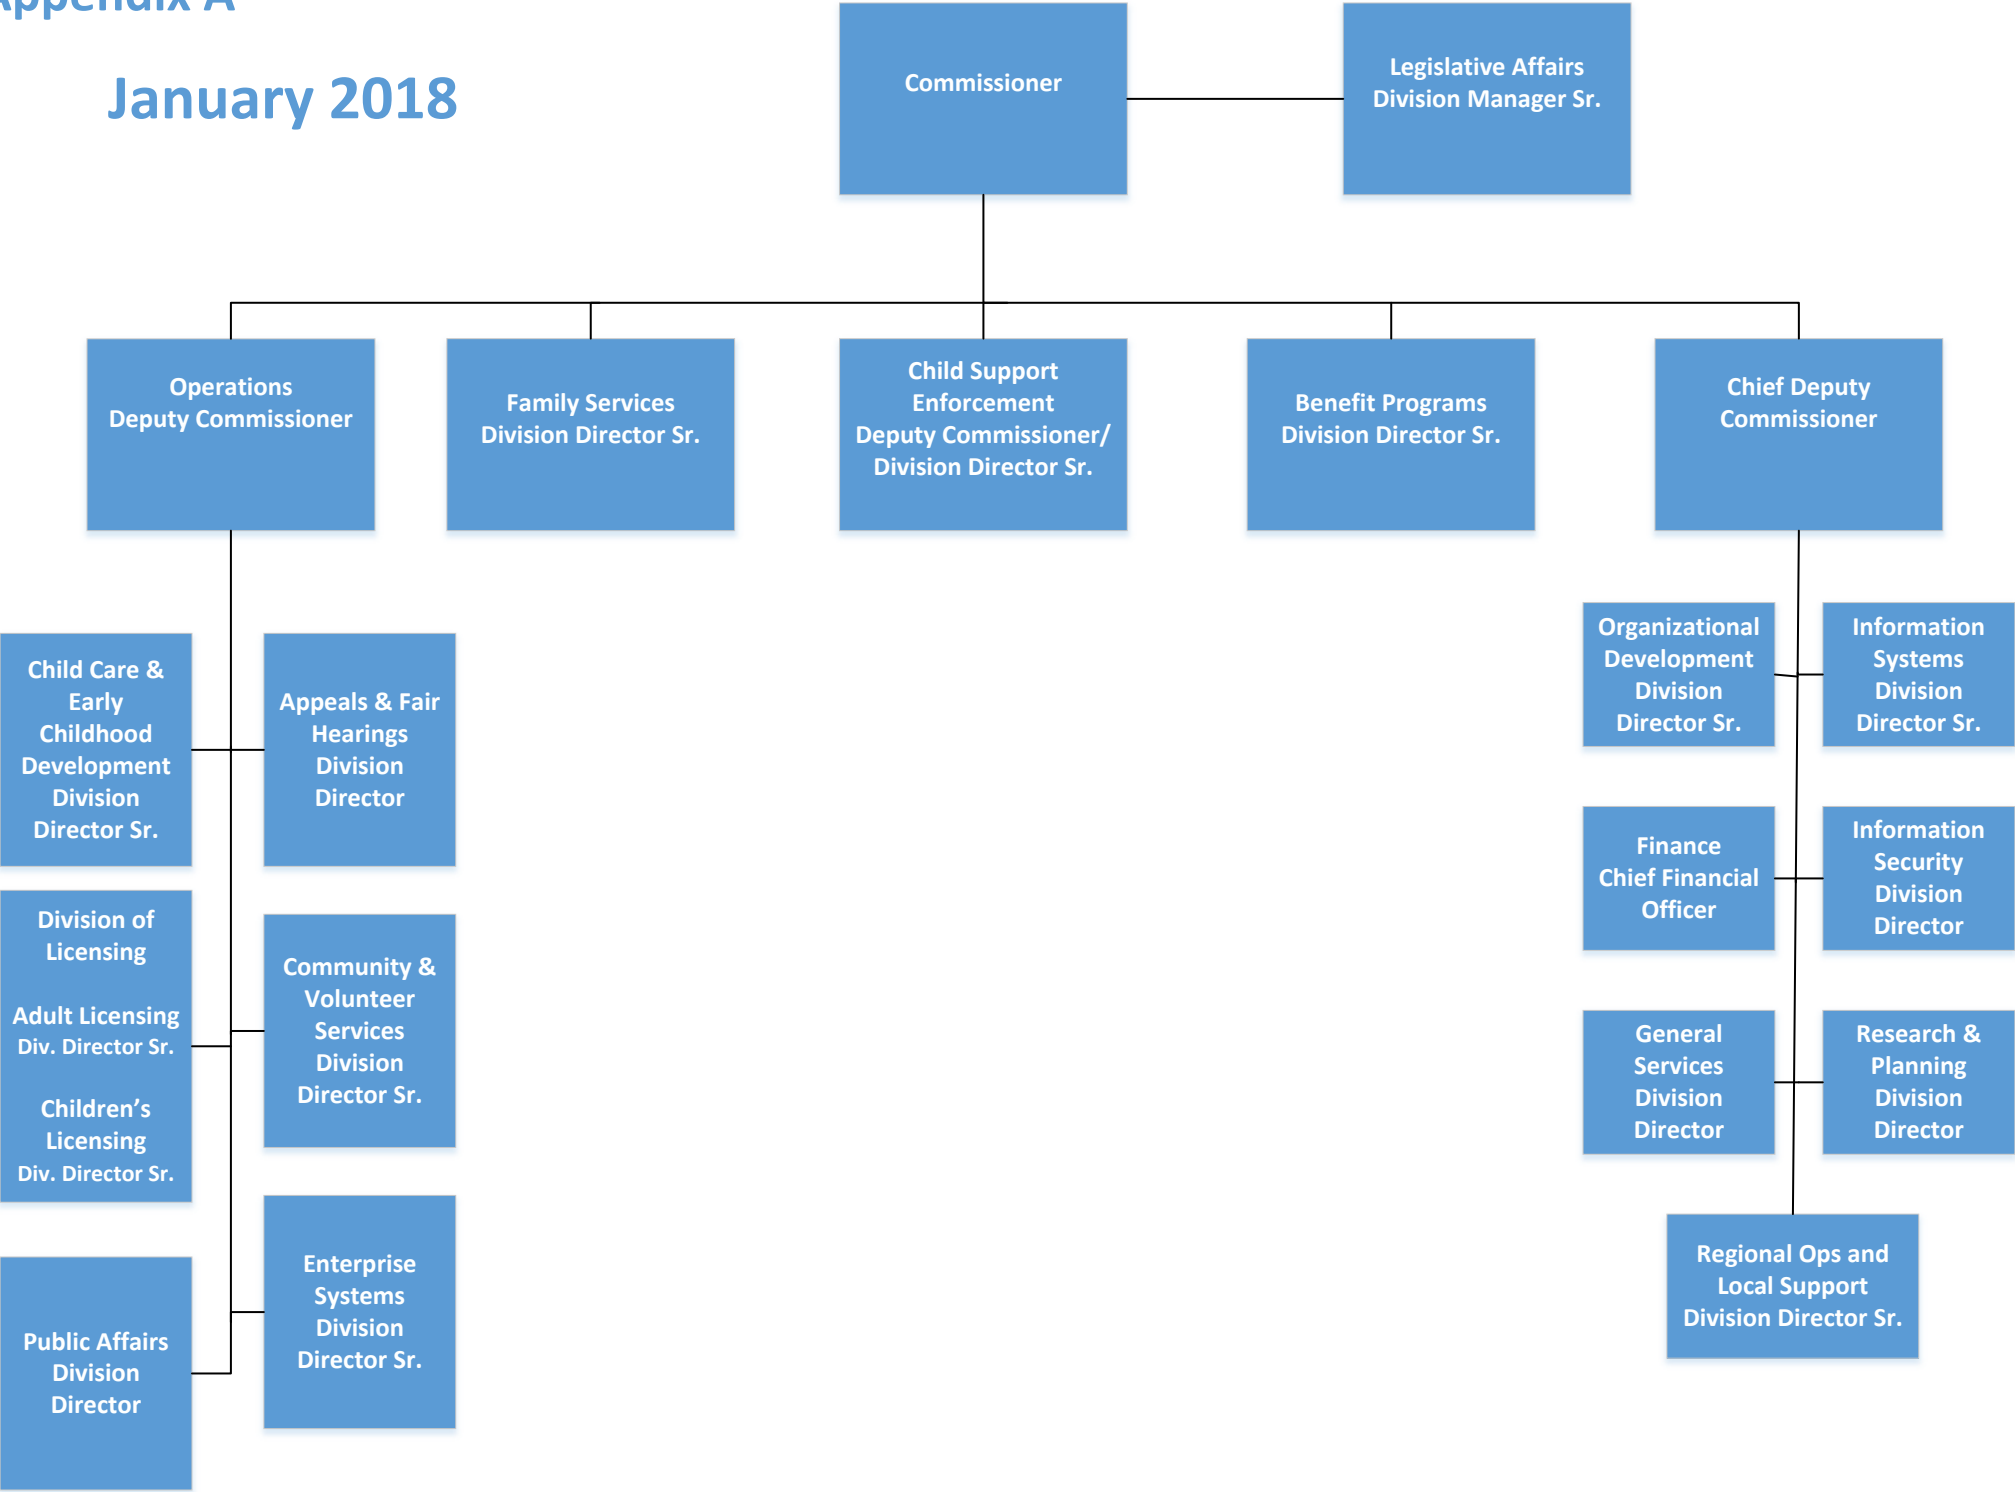 Appendix A
January 2018
Commissioner
Legislative Affairs
Division Manager Sr.
Operations
Deputy Commissioner
Family Services
Division Director Sr.
Child Support
Enforcement
Deputy Commissioner/
Division Director Sr.
Benefit Programs
Division Director Sr.
Chief Deputy
Commissioner
Child Care &
Early
Childhood
Development
Division
Director Sr.
Appeals & Fair
Hearings
Division
Director
Division of
Licensing
Adult Licensing
Div. Director Sr.
Children’s
Licensing
Div. Director Sr.
Community &
Volunteer
Services
Division
Director Sr.
Public Affairs
Division
Director
Enterprise
Systems
Division
Director Sr.
Organizational
Development
Division
Director Sr.
Information
Systems
Division
Director Sr.
Finance
Chief Financial
Officer
Information
Security
Division
Director
General
Services
Division
Director
Research &
Planning
Division
Director
Regional Ops and
Local Support
Division Director Sr.